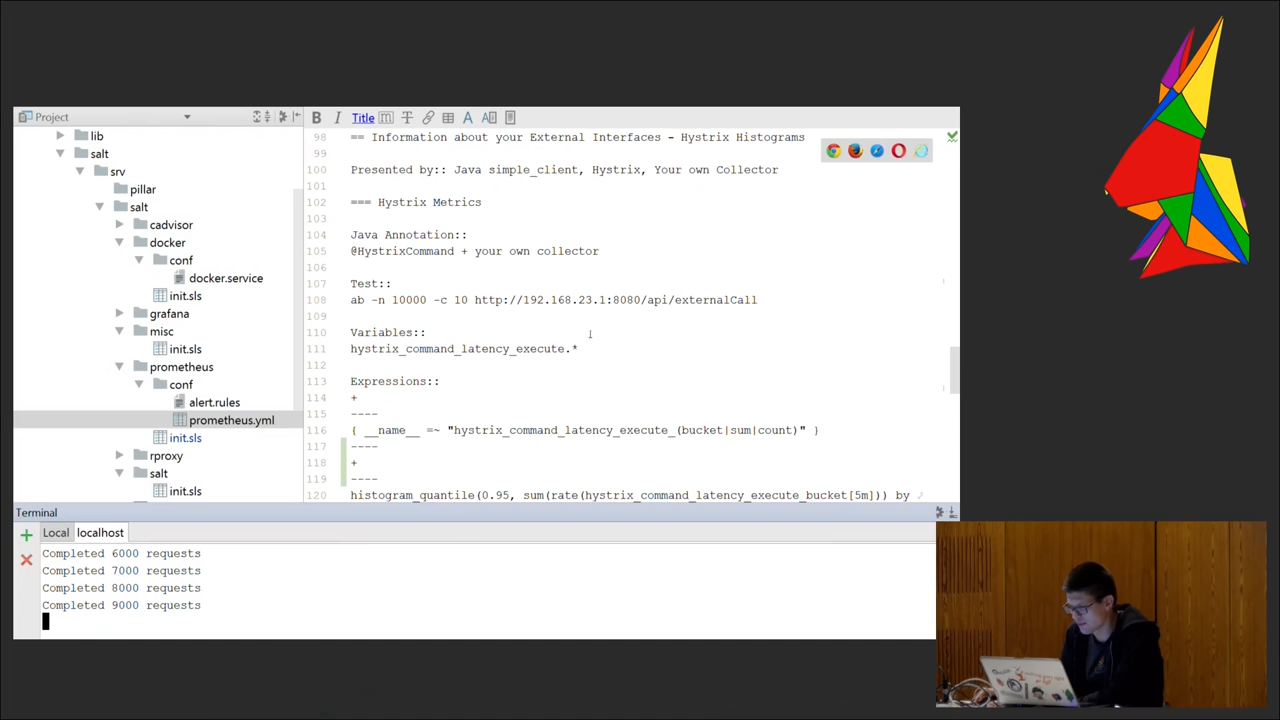 Project
B I Title
lib
salt
srv
pillar
salt
cadvisor
docker
conf
docker.service
init.sls
grafana
misc
init.sls
prometheus
conf
alert.rules
prometheus.yml
init.sls
rproxy
salt
init.sls
98 == Information about your External Interfaces - Hystrix Histograms
99
100 Presented by:: Java simple_client, Hystrix, Your own Collector
101
102 === Hystrix Metrics
103
104 Java Annotation::
105 @HystrixCommand + your own collector
106
107 Test::
108 ab -n 10000 -c 10 http://192.168.23.1:8080/api/externalCall
109
110 Variables::
111 hystrix_command_latency_execute.*
112
113 Expressions::
114 +
115 ----
116 { __name__ =~ "hystrix_command_latency_execute_(bucket|sum|count)" }
117 ----
118 +
119 ----
120 histogram_quantile(0.95, sum(rate(hystrix_command_latency_execute_bucket[5m])) by
Terminal
Local localhost
Completed 6000 requests
Completed 7000 requests
Completed 8000 requests
Completed 9000 requests